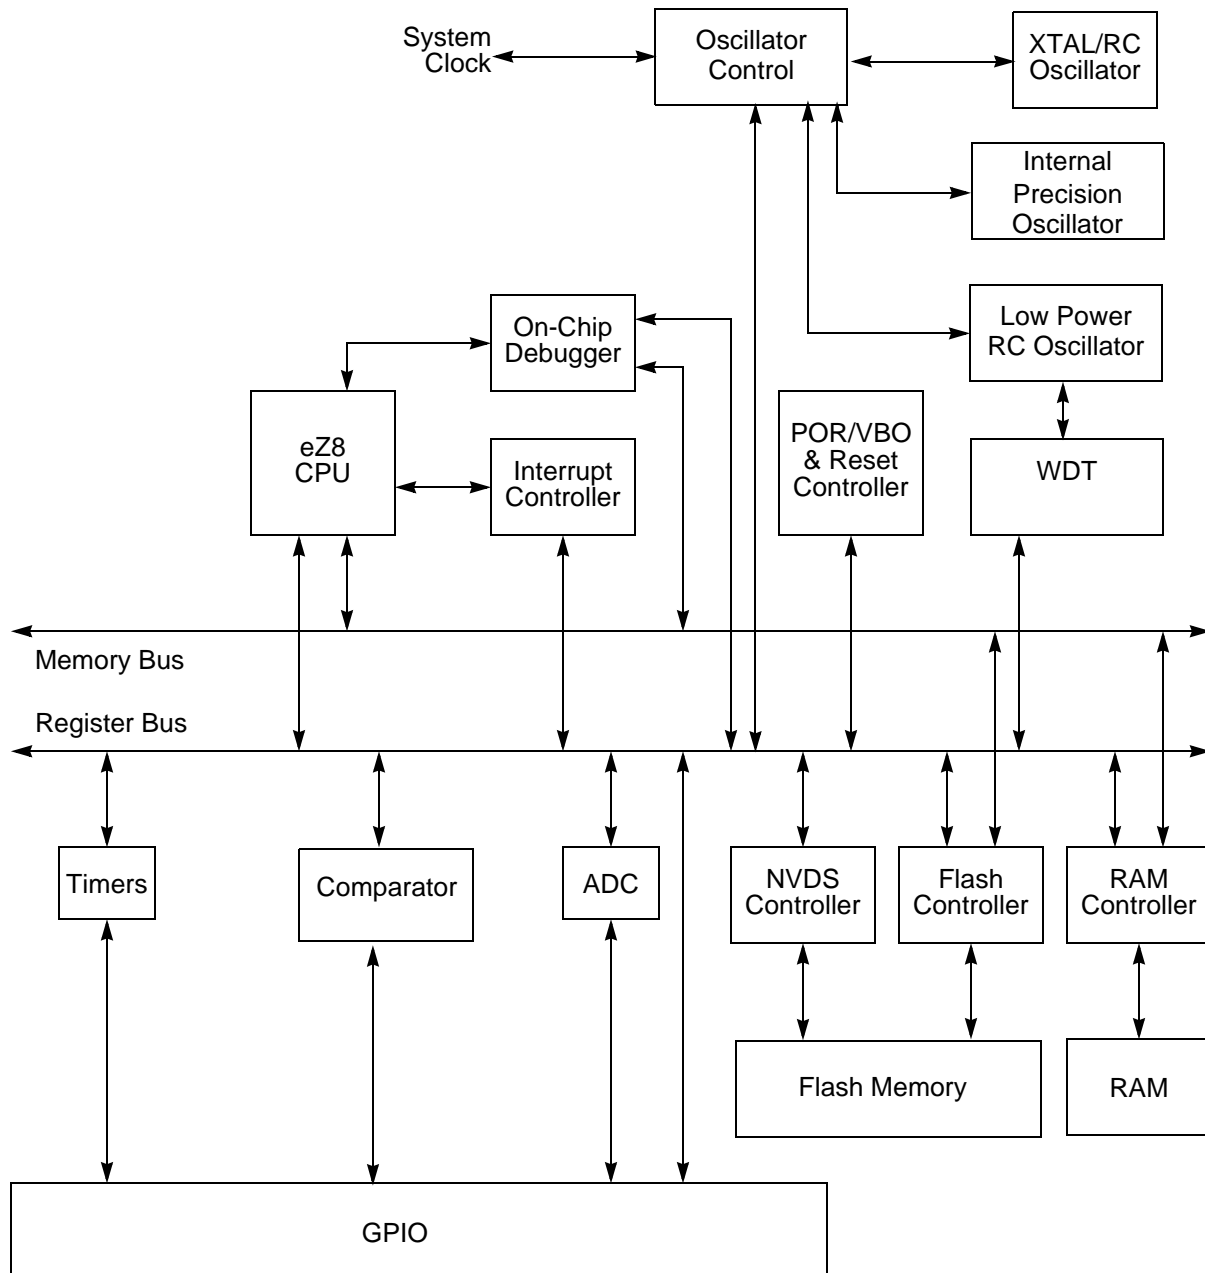 System
Clock
Oscillator
Control
XTAL/RC
Oscillator
Internal
Precision
Oscillator
Low Power
RC Oscillator
On-Chip
Debugger
eZ8
CPU
Interrupt
Controller
POR/VBO
& Reset
Controller
WDT
Memory Bus
Register Bus
Timers
Comparator
ADC
NVDS
Controller
Flash
Controller
RAM
Controller
Flash Memory
RAM
GPIO